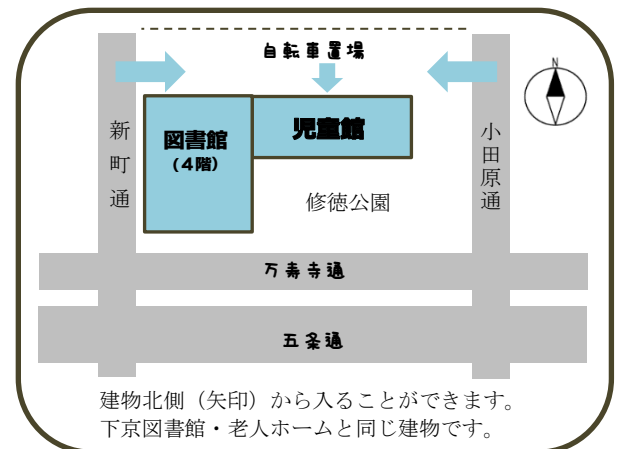 自転車置場
N
新町通
図書館
(4階)
児童館
小田原通
修徳公園
万寿寺通
五条通
建物北側（矢印）から入ることができます。
下京図書館・老人ホームと同じ建物です。